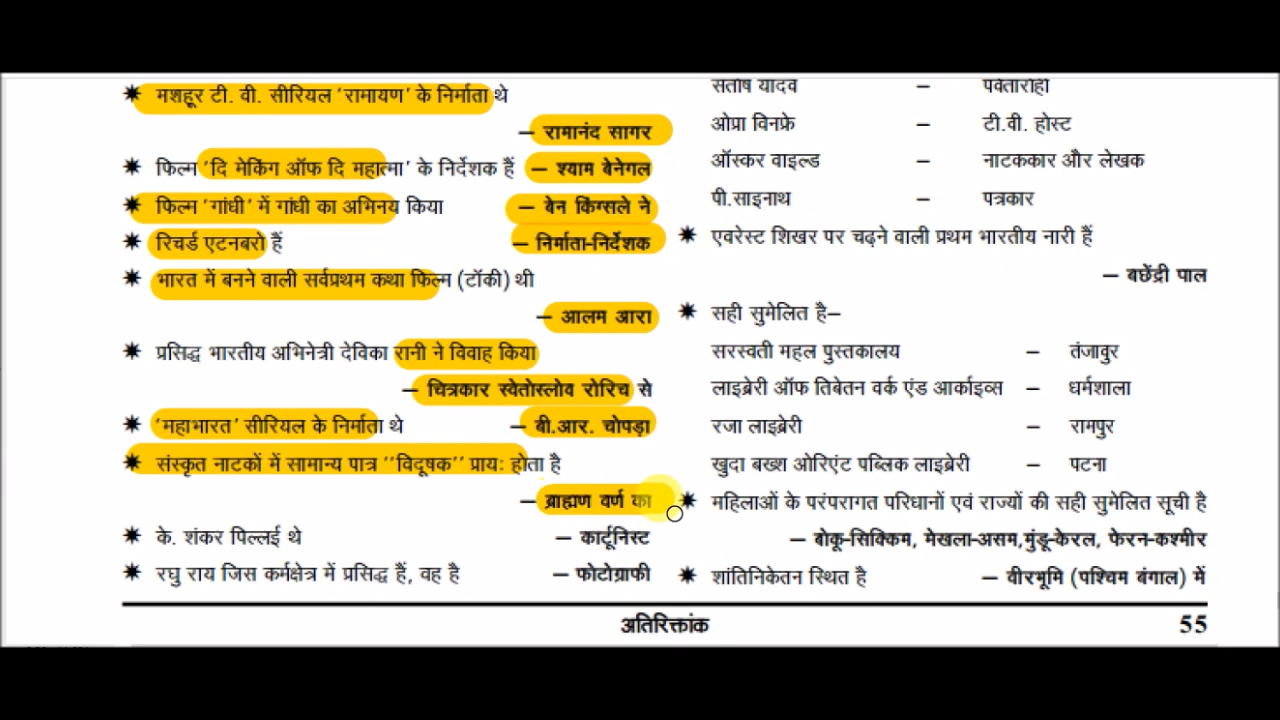 ✷ मशहूर टी. वी. सीरियल 'रामायण' के निर्माता थे
– रामानंद सागर
✷ फिल्म 'दि मेकिंग ऑफ दि महात्मा' के निर्देशक हैं – श्याम बेनेगल
✷ फिल्म 'गांधी' में गांधी का अभिनय किया – बेन किंग्सले ने
✷ रिचर्ड एटनबरो हैं – निर्माता-निर्देशक
✷ भारत में बनने वाली सर्वप्रथम कथा फिल्म (टॉकी) थी
– आलम आरा
✷ प्रसिद्ध भारतीय अभिनेत्री देविका रानी ने विवाह किया
– चित्रकार स्वेतोस्लोव रोरिच से
✷ 'महाभारत' सीरियल के निर्माता थे – बी.आर. चोपड़ा
✷ संस्कृत नाटकों में सामान्य पात्र ''विदूषक'' प्रायः होता है
– ब्राह्मण वर्ण का
✷ के. शंकर पिल्लई थे – कार्टूनिस्ट
✷ रघु राय जिस कर्मक्षेत्र में प्रसिद्ध हैं, वह है – फोटोग्राफी
संतोष यादव – पर्वतारोही
ओप्रा विनफ्रे – टी.वी. होस्ट
ऑस्कर वाइल्ड – नाटककार और लेखक
पी.साइनाथ – पत्रकार
✷ एवरेस्ट शिखर पर चढ़ने वाली प्रथम भारतीय नारी हैं
– बछेंद्री पाल
✷ सही सुमेलित है–
सरस्वती महल पुस्तकालय – तंजावुर
लाइब्रेरी ऑफ तिबेतन वर्क एंड आर्काइव्स – धर्मशाला
रजा लाइब्रेरी – रामपुर
खुदा बख्श ओरिएंट पब्लिक लाइब्रेरी – पटना
✷ महिलाओं के परंपरागत परिधानों एवं राज्यों की सही सुमेलित सूची है
– बोकू-सिक्किम, मेखला-असम,मुंडू-केरल, फेरन-कश्मीर
✷ शांतिनिकेतन स्थित है – वीरभूमि (पश्चिम बंगाल) में
अतिरिक्तांक 55